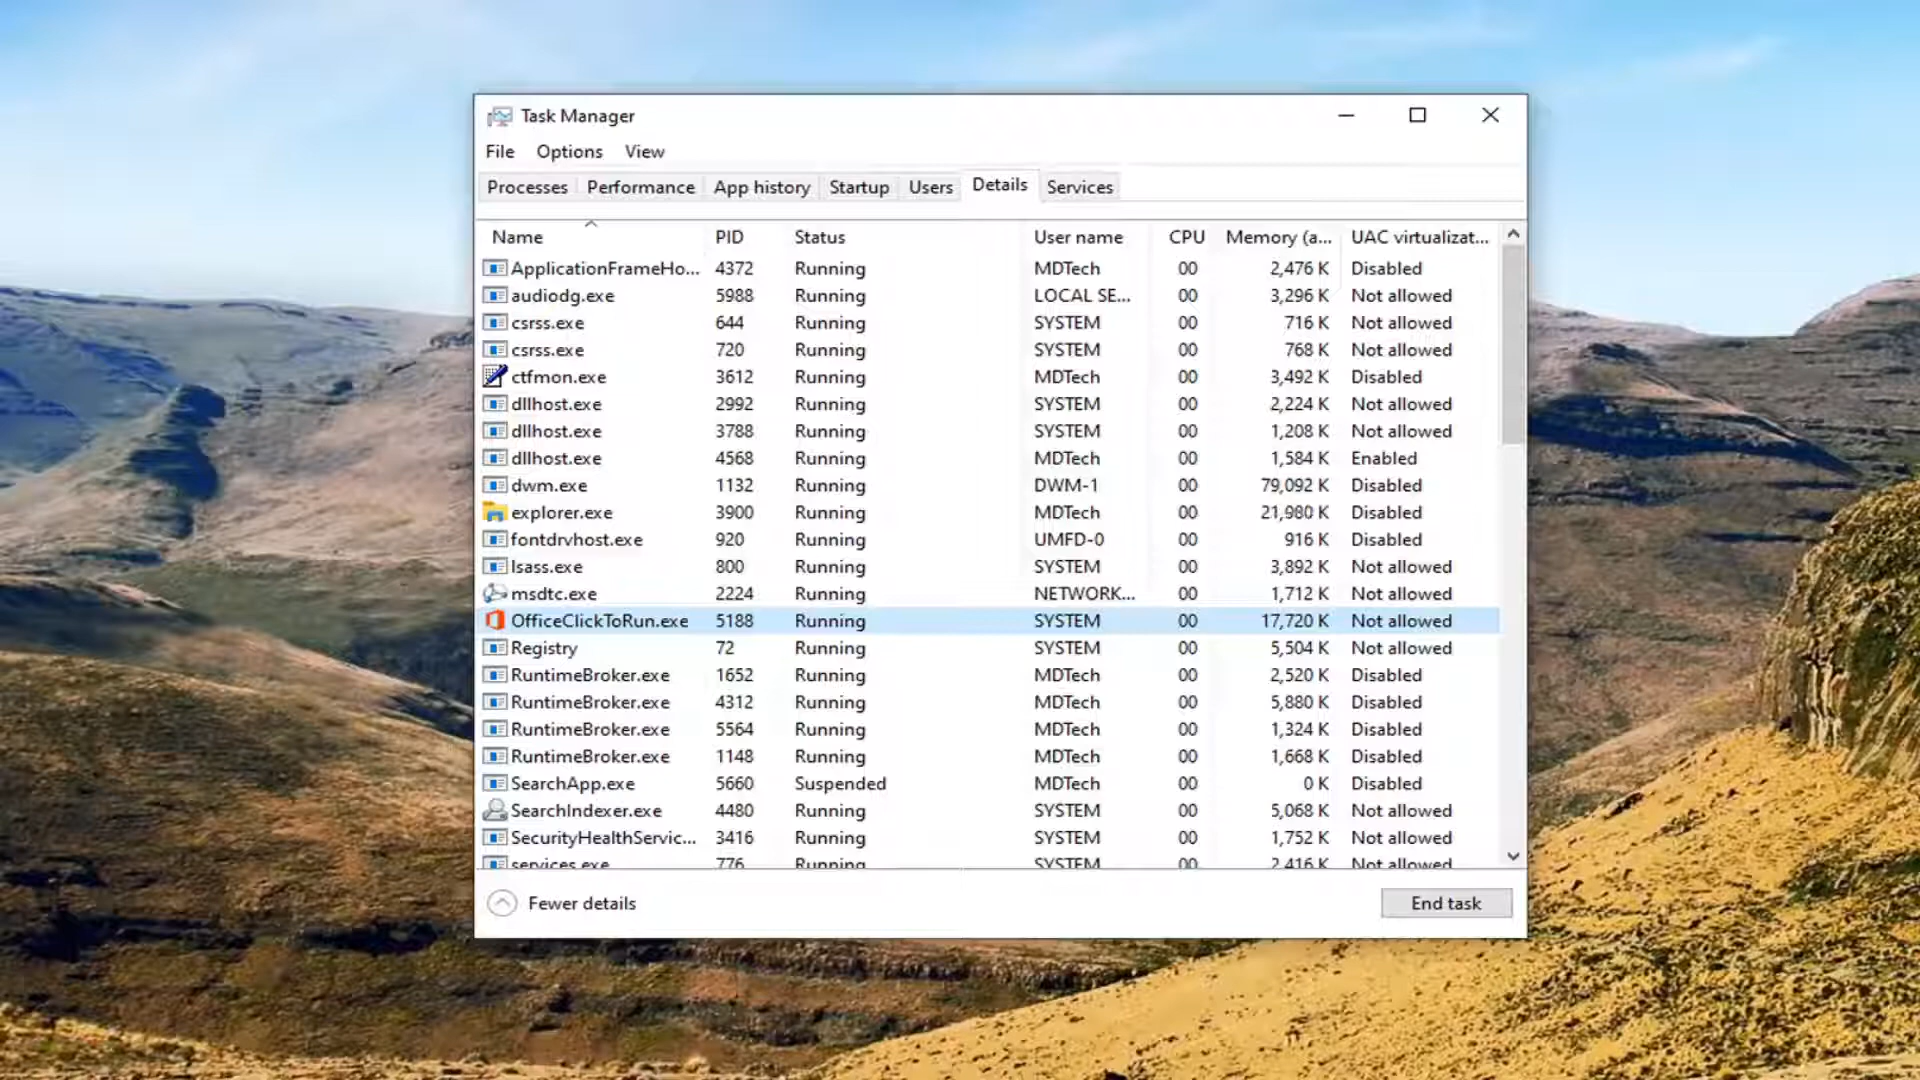 Task Manager
File Options View
Processes Performance App history Startup Users Details Services
Name PID Status User name CPU Memory (a... UAC virtualizat...
ApplicationFrameHo... 4372 Running MDTech 00 2,476 K Disabled
audiodg.exe 5988 Running LOCAL SE... 00 3,296 K Not allowed
csrss.exe 644 Running SYSTEM 00 716 K Not allowed
csrss.exe 720 Running SYSTEM 00 768 K Not allowed
ctfmon.exe 3612 Running MDTech 00 3,492 K Disabled
dllhost.exe 2992 Running SYSTEM 00 2,224 K Not allowed
dllhost.exe 3788 Running SYSTEM 00 1,208 K Not allowed
dllhost.exe 4568 Running MDTech 00 1,584 K Enabled
dwm.exe 1132 Running DWM-1 00 79,092 K Disabled
explorer.exe 3900 Running MDTech 00 21,980 K Disabled
fontdrvhost.exe 920 Running UMFD-0 00 916 K Disabled
lsass.exe 800 Running SYSTEM 00 3,892 K Not allowed
msdtc.exe 2224 Running NETWORK... 00 1,712 K Not allowed
OfficeClickToRun.exe 5188 Running SYSTEM 00 17,720 K Not allowed
Registry 72 Running SYSTEM 00 5,504 K Not allowed
RuntimeBroker.exe 1652 Running MDTech 00 2,520 K Disabled
RuntimeBroker.exe 4312 Running MDTech 00 5,880 K Disabled
RuntimeBroker.exe 5564 Running MDTech 00 1,324 K Disabled
RuntimeBroker.exe 1148 Running MDTech 00 1,668 K Disabled
SearchApp.exe 5660 Suspended MDTech 00 0 K Disabled
SearchIndexer.exe 4480 Running SYSTEM 00 5,068 K Not allowed
SecurityHealthServic... 3416 Running SYSTEM 00 1,752 K Not allowed
services.exe 776 Running SYSTEM 00 2,416 K Not allowed
Fewer details End task